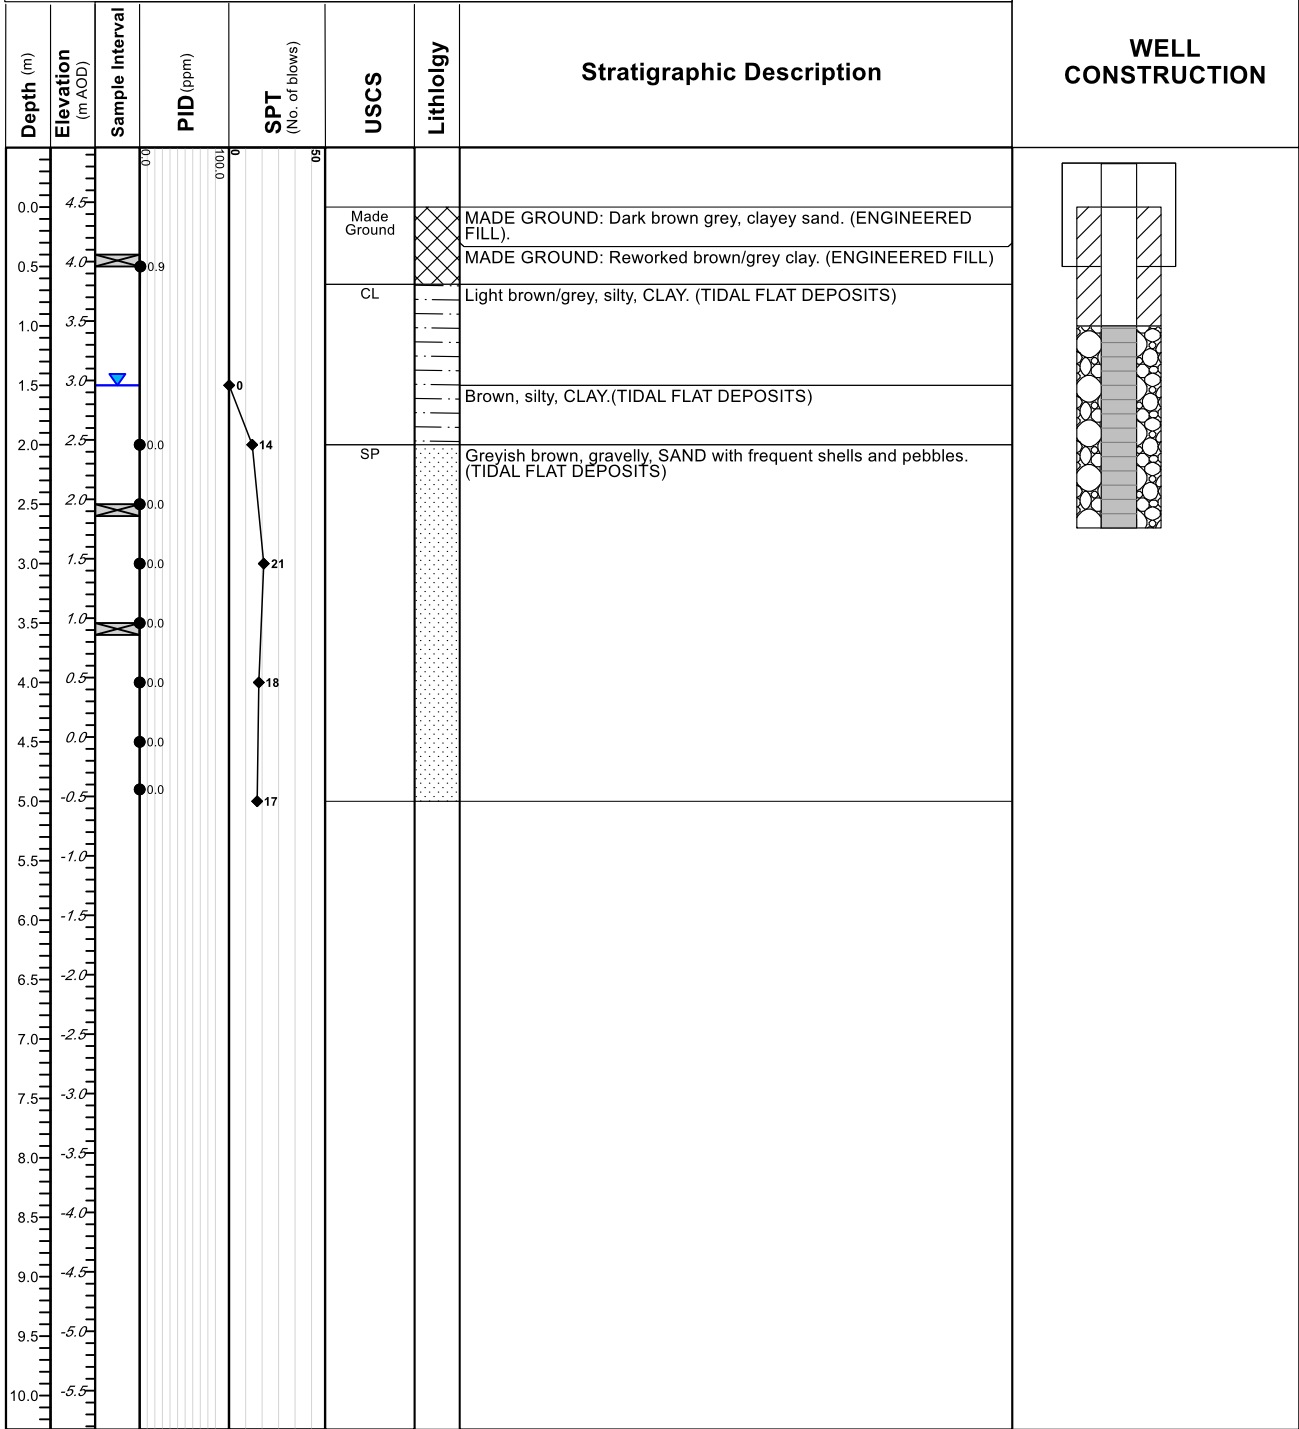 Depth (m)
Elevation
(m AOD)
Sample Interval
PID (ppm)
SPT
(No. of blows)
USCS
Lithlolgy
Stratigraphic Description
WELL
CONSTRUCTION
0.0
100.0
0
50
4.5
0.0
Made
Ground
MADE GROUND: Dark brown grey, clayey sand. (ENGINEERED
FILL).
MADE GROUND: Reworked brown/grey clay. (ENGINEERED FILL)
4.0
0.5
0.9
CL
Light brown/grey, silty, CLAY. (TIDAL FLAT DEPOSITS)
3.5
1.0
3.0
1.5
0
Brown, silty, CLAY.(TIDAL FLAT DEPOSITS)
2.5
2.0
0.0
14
SP
Greyish brown, gravelly, SAND with frequent shells and pebbles.
(TIDAL FLAT DEPOSITS)
2.0
2.5
0.0
1.5
3.0
0.0
21
1.0
3.5
0.0
0.5
4.0
0.0
18
0.0
4.5
0.0
0.0
-0.5
5.0
17
-1.0
5.5
-1.5
6.0
-2.0
6.5
-2.5
7.0
-3.0
7.5
-3.5
8.0
-4.0
8.5
-4.5
9.0
-5.0
9.5
-5.5
10.0